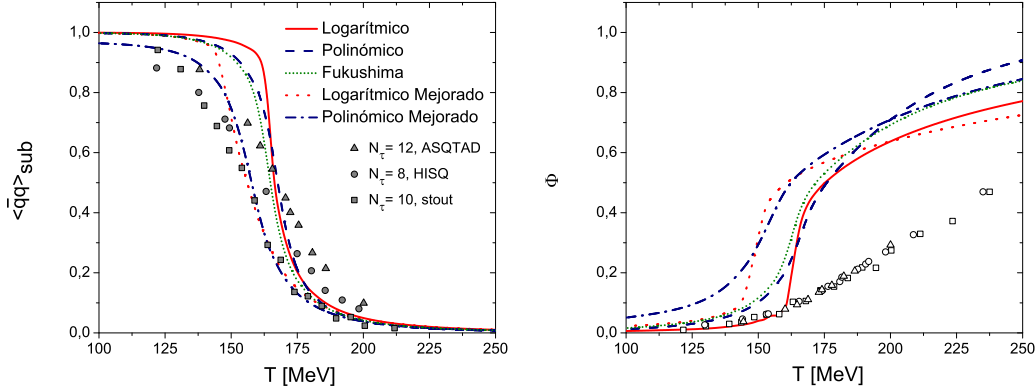 1,0
0,8
0,6
0,4
0,2
0,0
100 125 150 175 200 225 250
T [MeV]
<q̄q>sub
Logarítmico
Polinómico
Fukushima
Logarítmico Mejorado
Polinómico Mejorado
Nτ= 12, ASQTAD
Nτ= 8, HISQ
Nτ= 10, stout
1,0
0,8
0,6
0,4
0,2
0,0
100 125 150 175 200 225 250
T [MeV]
Φ